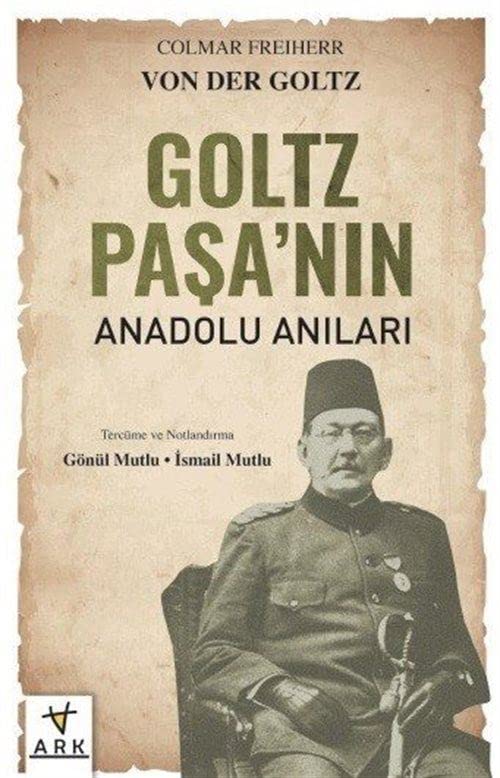 COLMAR FREIHERR
VON DER GOLTZ
GOLTZ
PAŞA'NIN
ANADOLU ANILARI
Tercüme ve Notlandırma
Gönül Mutlu • İsmail Mutlu
ARK